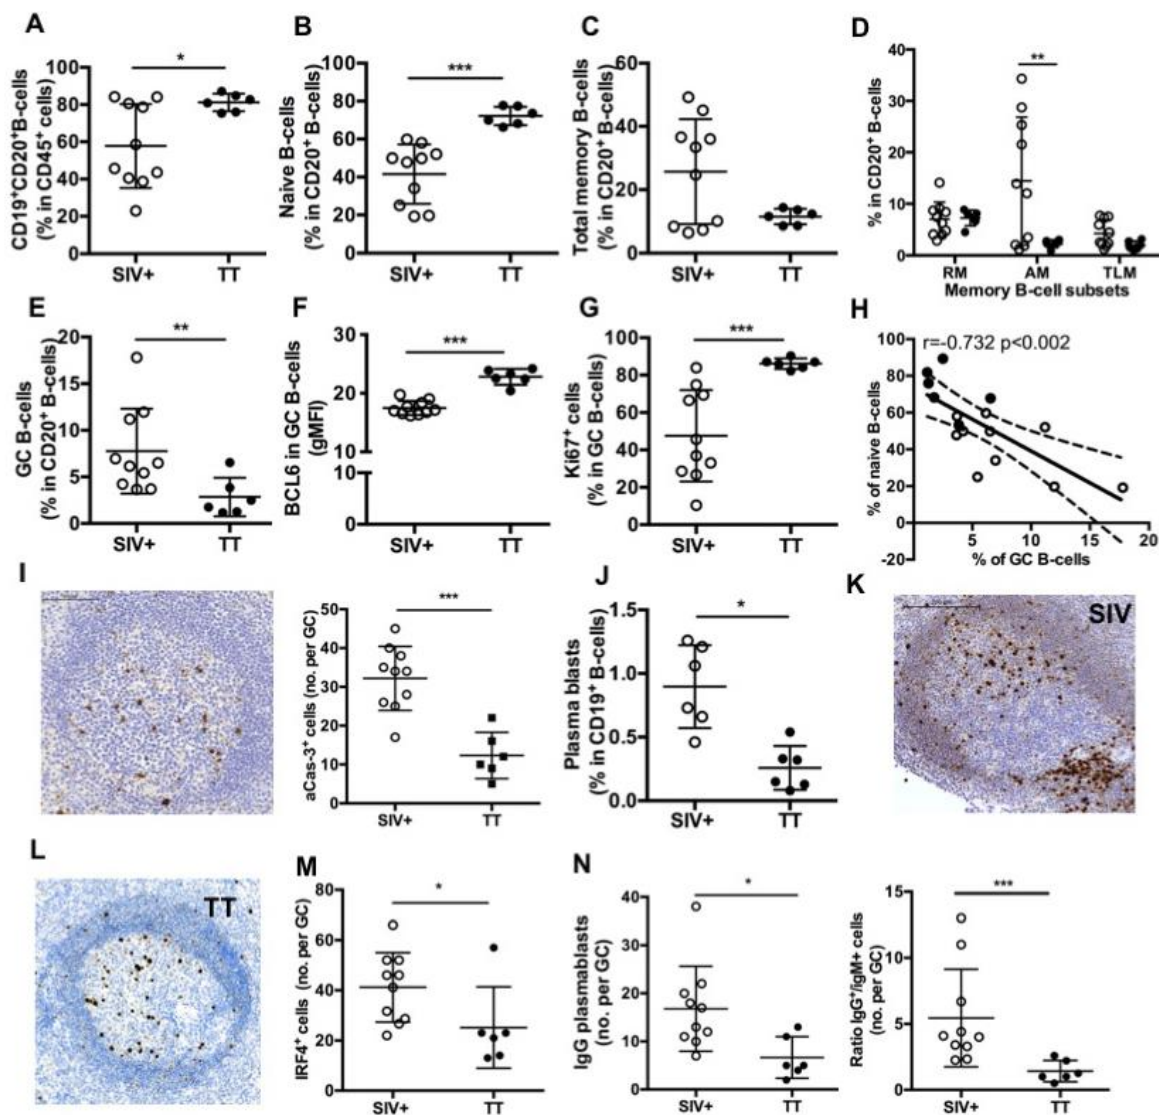 A
CD19⁺CD20⁺B-cells
(% in CD45⁺ cells)
100
80
60
40
20
0
*
SIV+
TT
B
Naive B-cells
(% in CD20⁺ B-cells)
100
80
60
40
20
0
***
SIV+
TT
C
Total memory B-cells
(% in CD20⁺ B-cells)
60
40
20
0
SIV+
TT
D
% in CD20⁺ B-cells
40
30
20
10
0
**
RM
AM
TLM
Memory B-cell subsets
E
GC B-cells
(% in CD20⁺ B-cells)
20
15
10
5
0
**
SIV+
TT
F
BCL6 in GC B-cells
(gMFI)
30
20
10
0
***
SIV+
TT
G
Ki67⁺ cells
(% in GC B-cells)
100
80
60
40
20
0
***
SIV+
TT
H
r=-0.732 p<0.002
% of naive B-cells
100
80
60
40
20
0
-20
5
10
15
20
% of GC B-cells
I
aCas-3⁺ cells (no. per GC)
50
40
30
20
10
0
***
SIV+
TT
J
Plasma blasts
(% in CD19⁺ B-cells)
1.5
1.0
0.5
0.0
*
SIV+
TT
K
SIV
L
TT
M
IRF4⁺ cells (no. per GC)
80
60
40
20
0
*
SIV+
TT
N
IgG plasmablasts
(no. per GC)
40
30
20
10
0
*
SIV+
TT
Ratio IgG⁺/igM+ cells
(no. per GC)
15
10
5
0
***
SIV+
TT